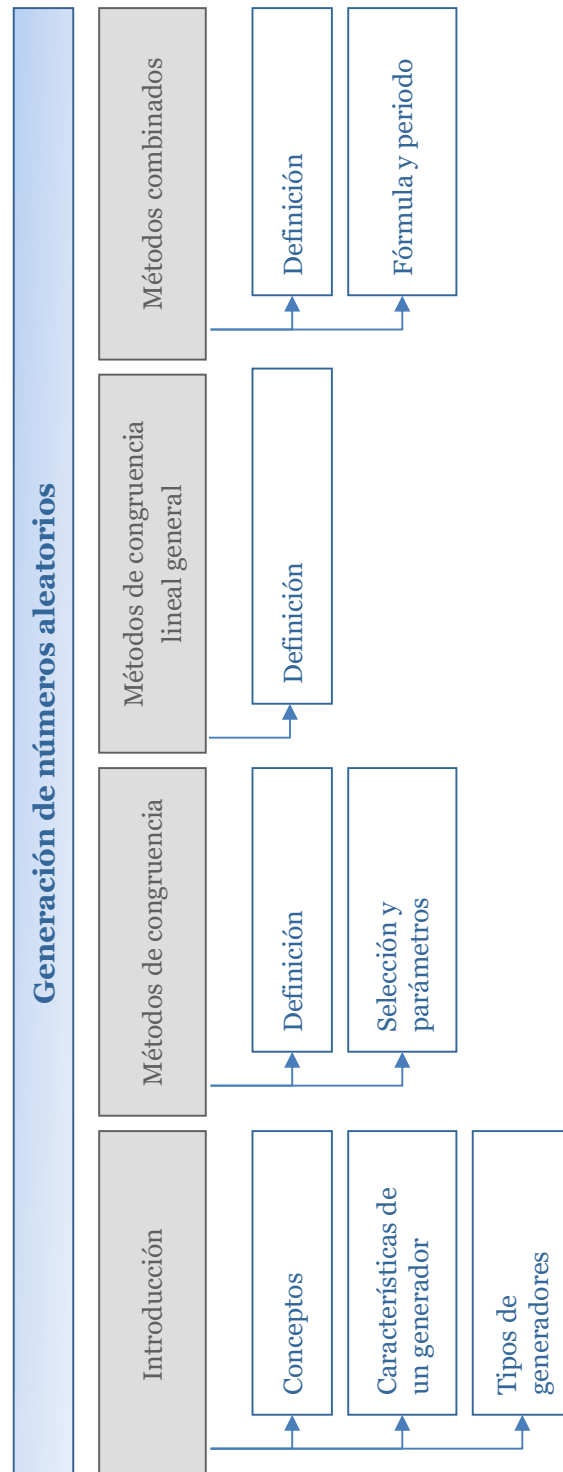 Generación de números aleatorios
Introducción
Conceptos
Características de
un generador
Tipos de
generadores
Métodos de congruencia
Definición
Selección y
parámetros
Métodos de congruencia
lineal general
Definición
Métodos combinados
Definición
Fórmula y periodo